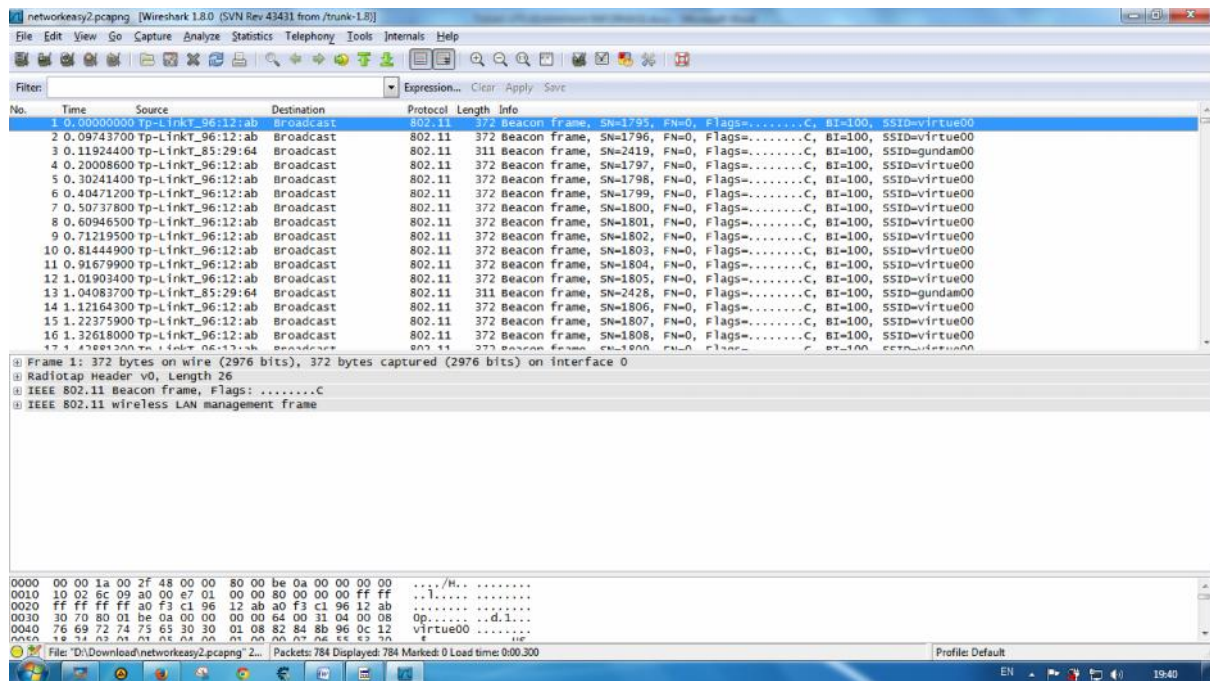 networkeasy2.pcapng [Wireshark 1.8.0 (SVN Rev 43431 from /trunk-1.8)]
File Edit View Go Capture Analyze Statistics Telephony Tools Internals Help
Filter: Expression... Clear Apply Save
No. Time Source Destination Protocol Length Info
1 0.00000000 Tp-LinkT_96:12:ab Broadcast 802.11 372 Beacon frame, SN=1795, FN=0, Flags=........C, BI=100, SSID=virtue00
2 0.09743700 Tp-LinkT_96:12:ab Broadcast 802.11 372 Beacon frame, SN=1796, FN=0, Flags=........C, BI=100, SSID=virtue00
3 0.11924400 Tp-LinkT_85:29:64 Broadcast 802.11 311 Beacon frame, SN=2419, FN=0, Flags=........C, BI=100, SSID=gundam00
4 0.20008600 Tp-LinkT_96:12:ab Broadcast 802.11 372 Beacon frame, SN=1797, FN=0, Flags=........C, BI=100, SSID=virtue00
5 0.30241400 Tp-LinkT_96:12:ab Broadcast 802.11 372 Beacon frame, SN=1798, FN=0, Flags=........C, BI=100, SSID=virtue00
6 0.40471200 Tp-LinkT_96:12:ab Broadcast 802.11 372 Beacon frame, SN=1799, FN=0, Flags=........C, BI=100, SSID=virtue00
7 0.50737800 Tp-LinkT_96:12:ab Broadcast 802.11 372 Beacon frame, SN=1800, FN=0, Flags=........C, BI=100, SSID=virtue00
8 0.60946500 Tp-LinkT_96:12:ab Broadcast 802.11 372 Beacon frame, SN=1801, FN=0, Flags=........C, BI=100, SSID=virtue00
9 0.71219500 Tp-LinkT_96:12:ab Broadcast 802.11 372 Beacon frame, SN=1802, FN=0, Flags=........C, BI=100, SSID=virtue00
10 0.81444900 Tp-LinkT_96:12:ab Broadcast 802.11 372 Beacon frame, SN=1803, FN=0, Flags=........C, BI=100, SSID=virtue00
11 0.91679900 Tp-LinkT_96:12:ab Broadcast 802.11 372 Beacon frame, SN=1804, FN=0, Flags=........C, BI=100, SSID=virtue00
12 1.01903400 Tp-LinkT_96:12:ab Broadcast 802.11 372 Beacon frame, SN=1805, FN=0, Flags=........C, BI=100, SSID=virtue00
13 1.04083700 Tp-LinkT_85:29:64 Broadcast 802.11 311 Beacon frame, SN=2428, FN=0, Flags=........C, BI=100, SSID=gundam00
14 1.12164300 Tp-LinkT_96:12:ab Broadcast 802.11 372 Beacon frame, SN=1806, FN=0, Flags=........C, BI=100, SSID=virtue00
15 1.22375900 Tp-LinkT_96:12:ab Broadcast 802.11 372 Beacon frame, SN=1807, FN=0, Flags=........C, BI=100, SSID=virtue00
16 1.32618000 Tp-LinkT_96:12:ab Broadcast 802.11 372 Beacon frame, SN=1808, FN=0, Flags=........C, BI=100, SSID=virtue00
Frame 1: 372 bytes on wire (2976 bits), 372 bytes captured (2976 bits) on interface 0
Radiotap Header v0, Length 26
IEEE 802.11 Beacon frame, Flags: ........C
IEEE 802.11 wireless LAN management frame
0000 00 00 1a 00 2f 48 00 00 80 00 be 0a 00 00 00 00 ..../H.. ........
0010 10 02 6c 09 a0 00 e7 01 00 00 80 00 00 00 ff ff ..l..... ........
0020 ff ff ff ff a0 f3 c1 96 12 ab a0 f3 c1 96 12 ab ........ ........
0030 30 70 80 01 be 0a 00 00 00 00 64 00 31 04 00 08 0p...... ..d.1...
0040 76 69 72 74 75 65 30 30 01 08 82 84 8b 96 0c 12 virtue00 ........
File: "D:\Download\networkeasy2.pcapng" 2... Packets: 784 Displayed: 784 Marked: 0 Load time: 0:00.300 Profile: Default
EN 19:40